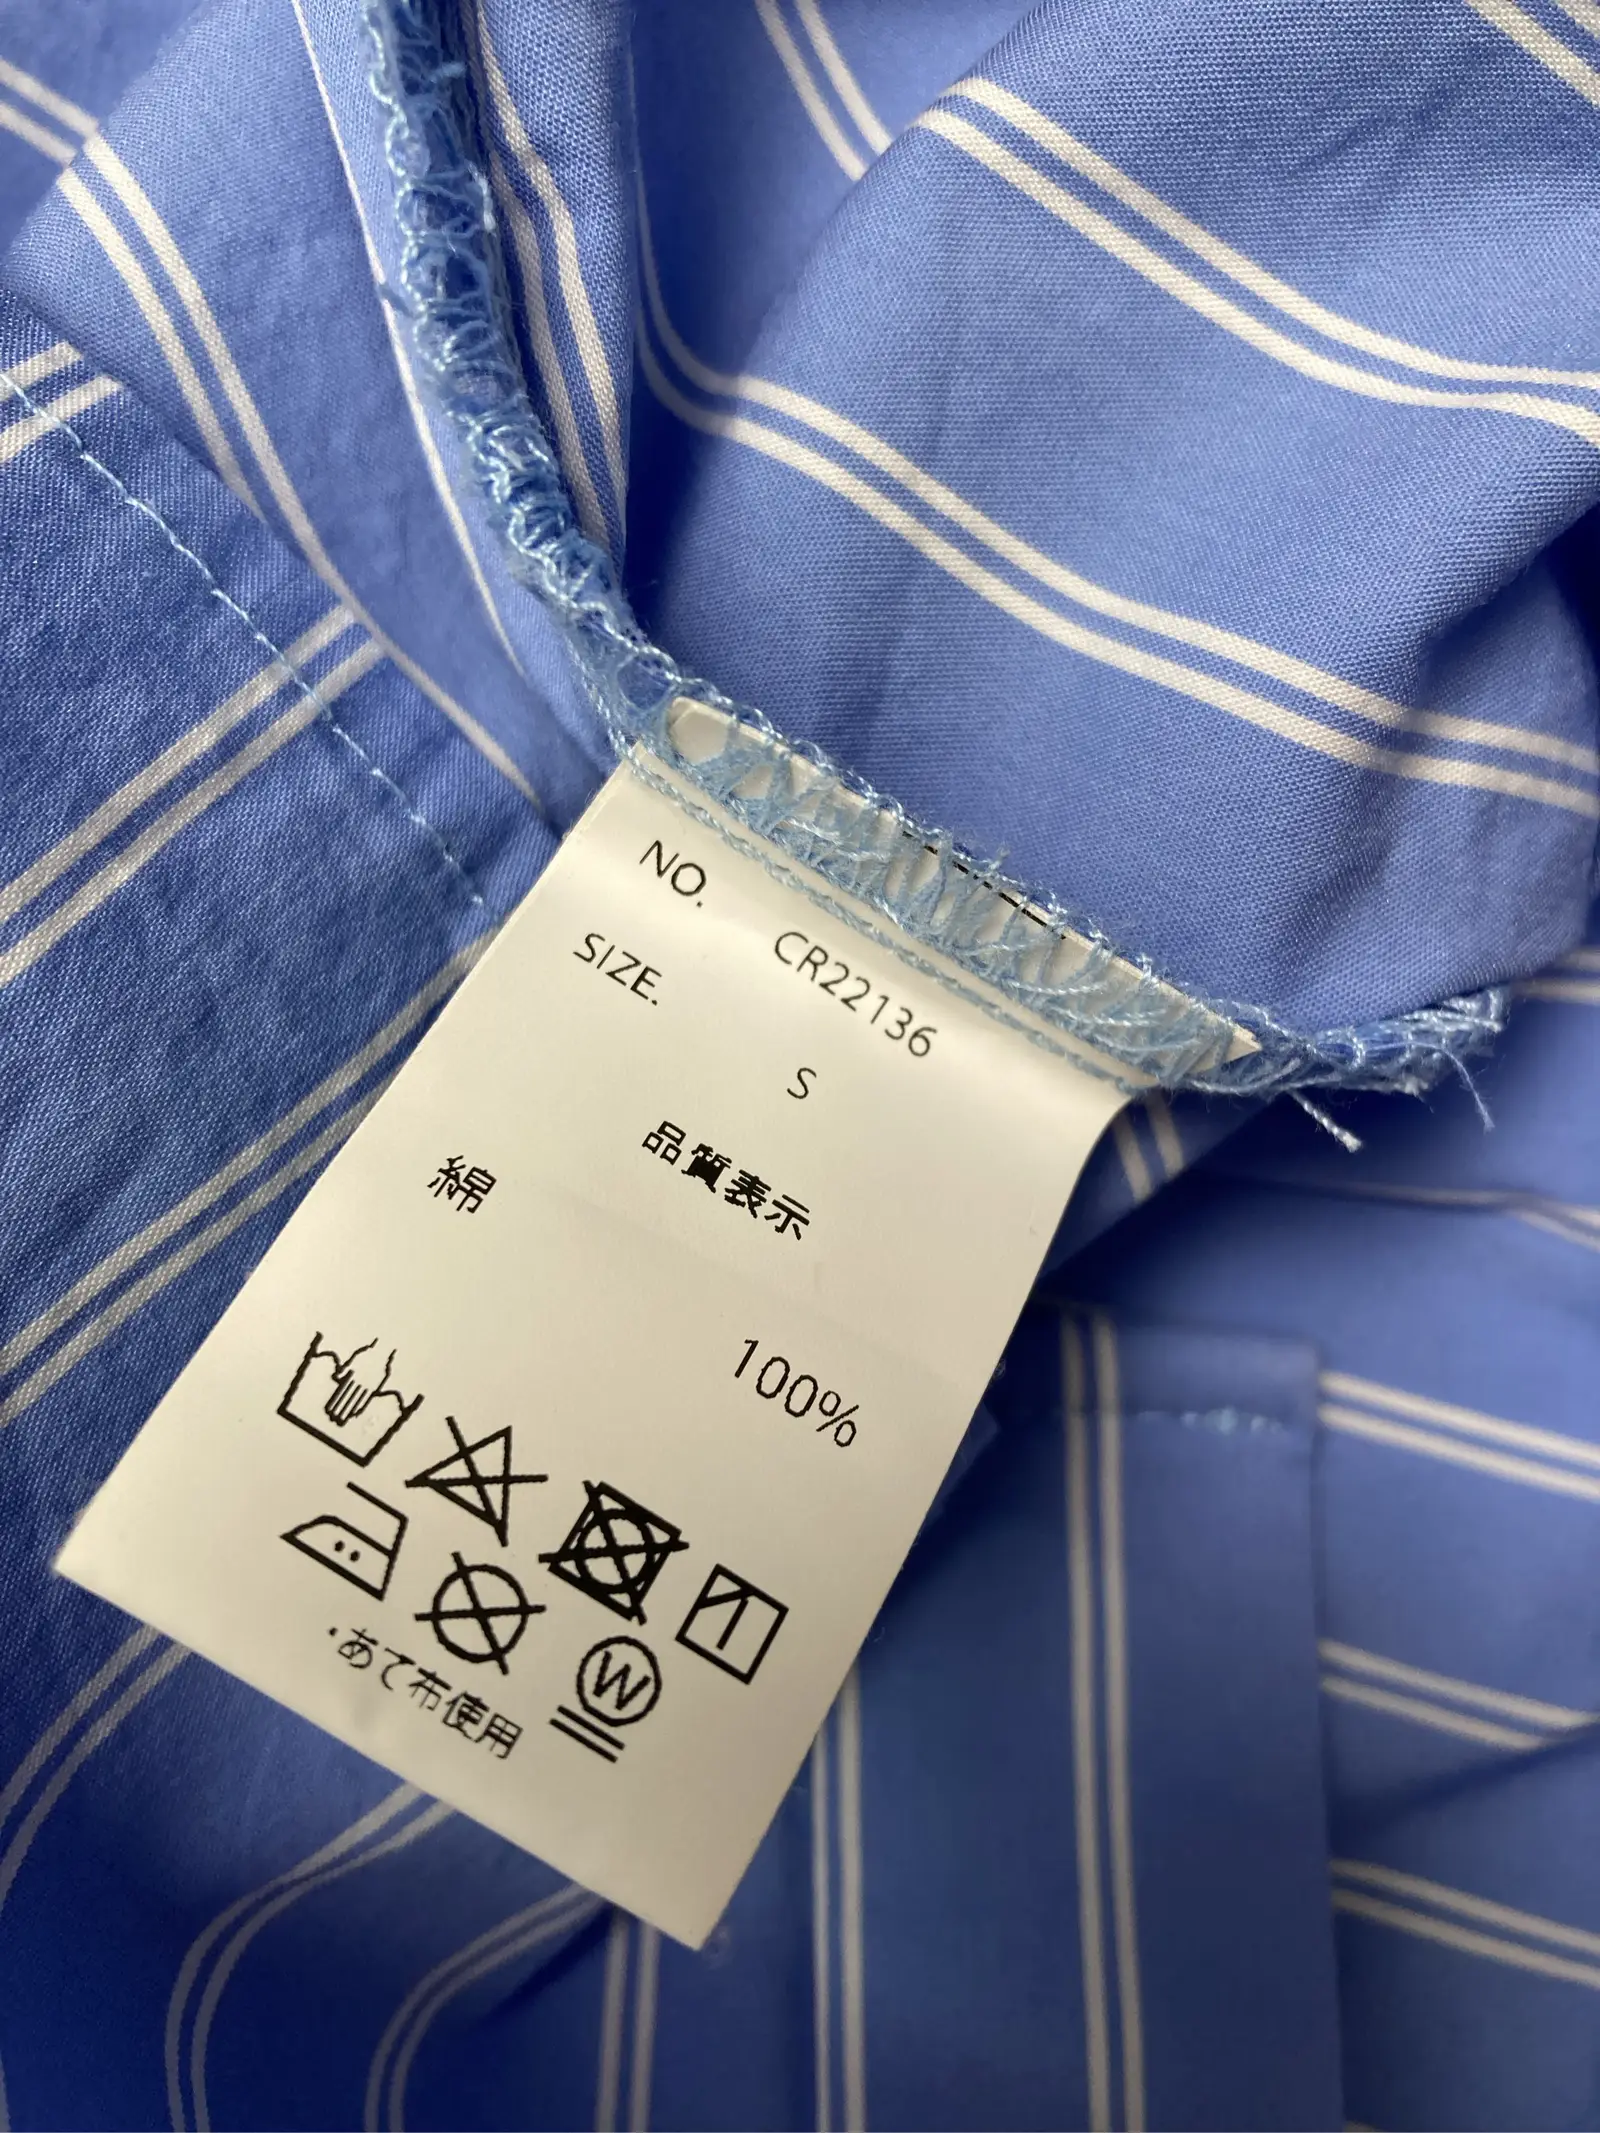 NO. CR22136
SIZE. S
品質表示
綿 100%
W
・あて布使用